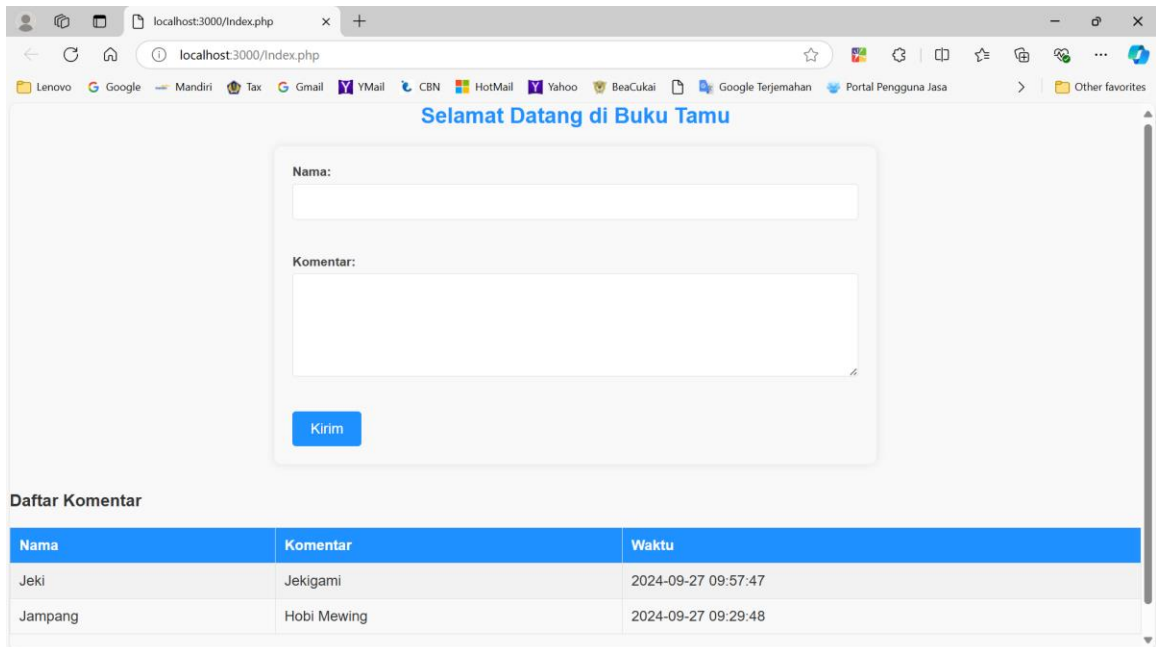 localhost:3000/Index.php
localhost:3000/Index.php
Lenovo Google Mandiri Tax Gmail YMail CBN HotMail Yahoo BeaCukai Google Terjemahan Portal Pengguna Jasa Other favorites
Selamat Datang di Buku Tamu
Nama:
Komentar:
Kirim
Daftar Komentar
Nama Komentar Waktu
Jeki Jekigami 2024-09-27 09:57:47
Jampang Hobi Mewing 2024-09-27 09:29:48